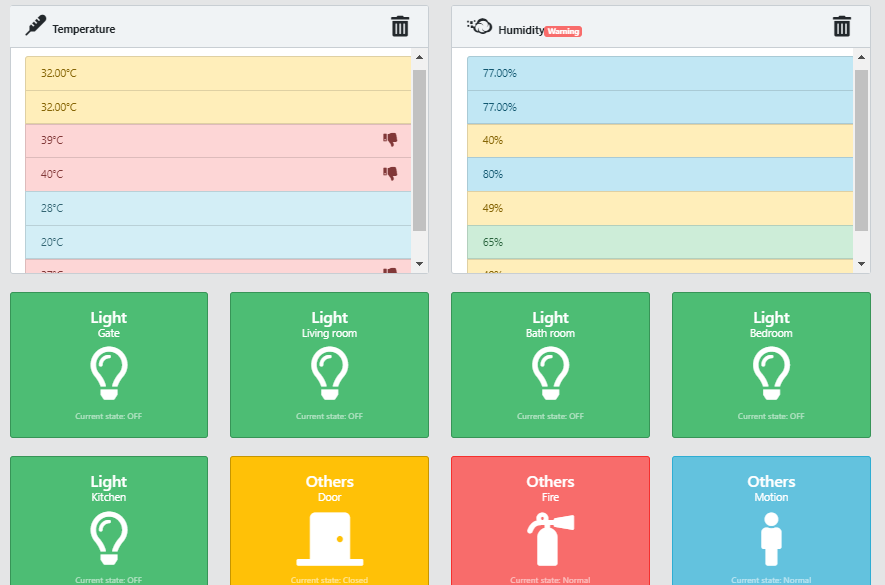 Temperature
32.00°C
32.00°C
39°C
40°C
28°C
20°C
Humidity Warning
77.00%
77.00%
40%
80%
49%
65%
Light
Gate
Current state: OFF
Light
Living room
Current state: OFF
Light
Bath room
Current state: OFF
Light
Bedroom
Current state: OFF
Light
Kitchen
Current state: OFF
Others
Door
Current state: Closed
Others
Fire
Current state: Normal
Others
Motion
Current state: Normal